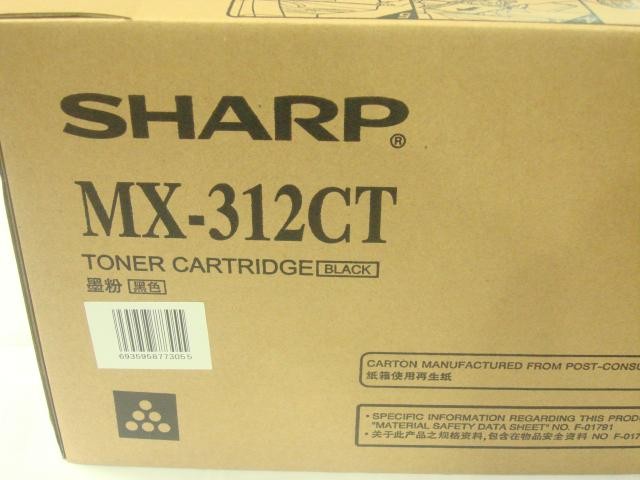 SHARP®
MX-312CT
TONER CARTRIDGE BLACK
墨粉 黑色
6935958773055
CARTON MANUFACTURED FROM POST-CONSU
纸箱使用再生纸
• SPECIFIC INFORMATION REGARDING THIS PRODU
"MATERIAL SAFETY DATA SHEET" NO. F-01791
• 关于此产品之规格资料,包含在物品安全资料 NO F-017